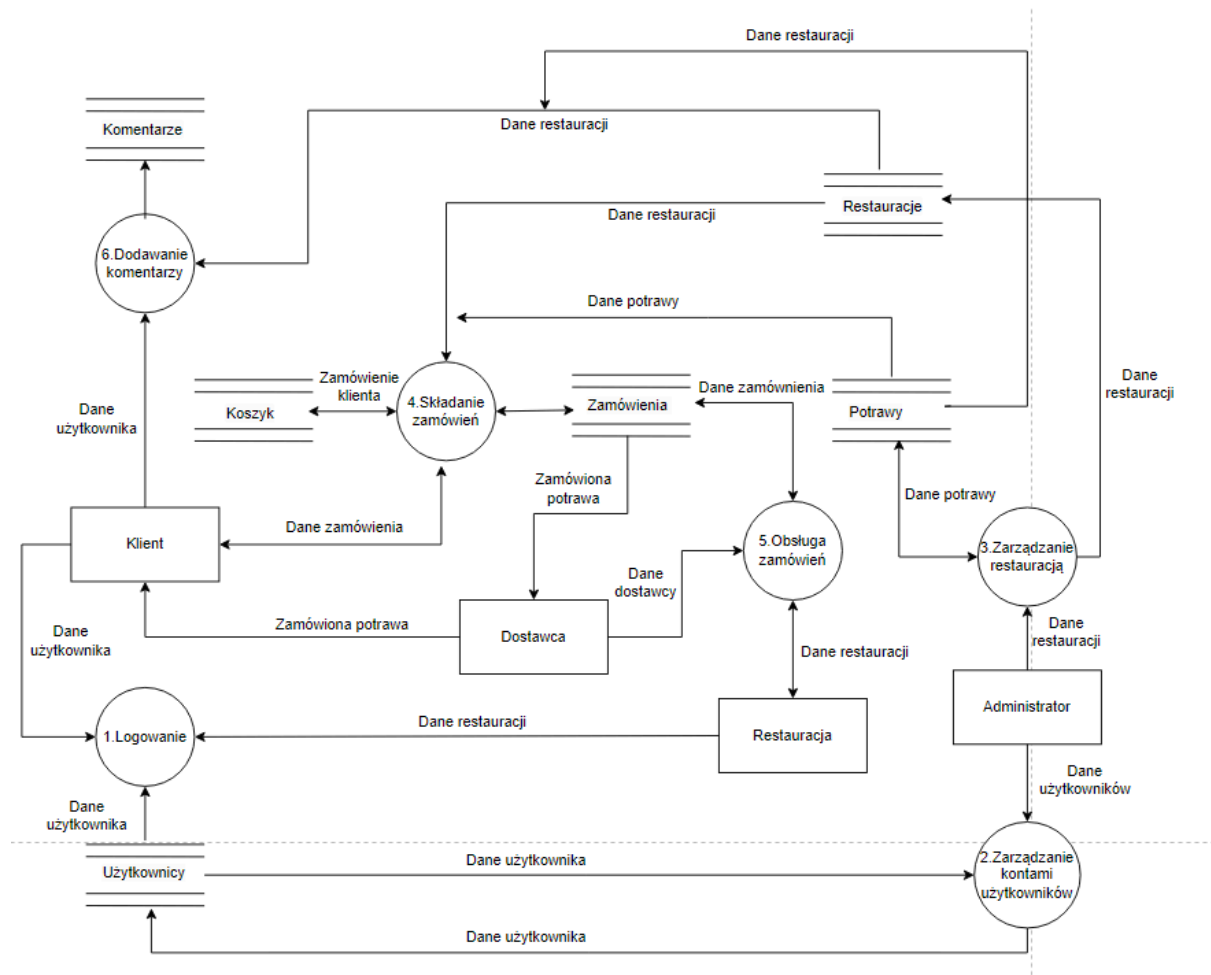 Dane restauracji
Dane restauracji
Komentarze
Restauracje
Dane restauracji
6.Dodawanie
komentarzy
Dane potrawy
Zamówienie
klienta
Dane
restauracji
Dane zamównienia
Dane
użytkownika
Koszyk
4.Składanie
zamówień
Zamówienia
Potrawy
Zamówiona
potrawa
Dane potrawy
Dane zamówienia
Klient
5.Obsługa
zamówień
3.Zarządzanie
restauracją
Dane
dostawcy
Zamówiona potrawa
Dostawca
Dane
restauracji
Dane
użytkownika
Dane restauracji
Administrator
Dane restauracji
1.Logowanie
Restauracja
Dane
użytkowników
Dane
użytkownika
Dane użytkownika
Użytkownicy
2.Zarządzanie
kontami
użytkowników
Dane użytkownika